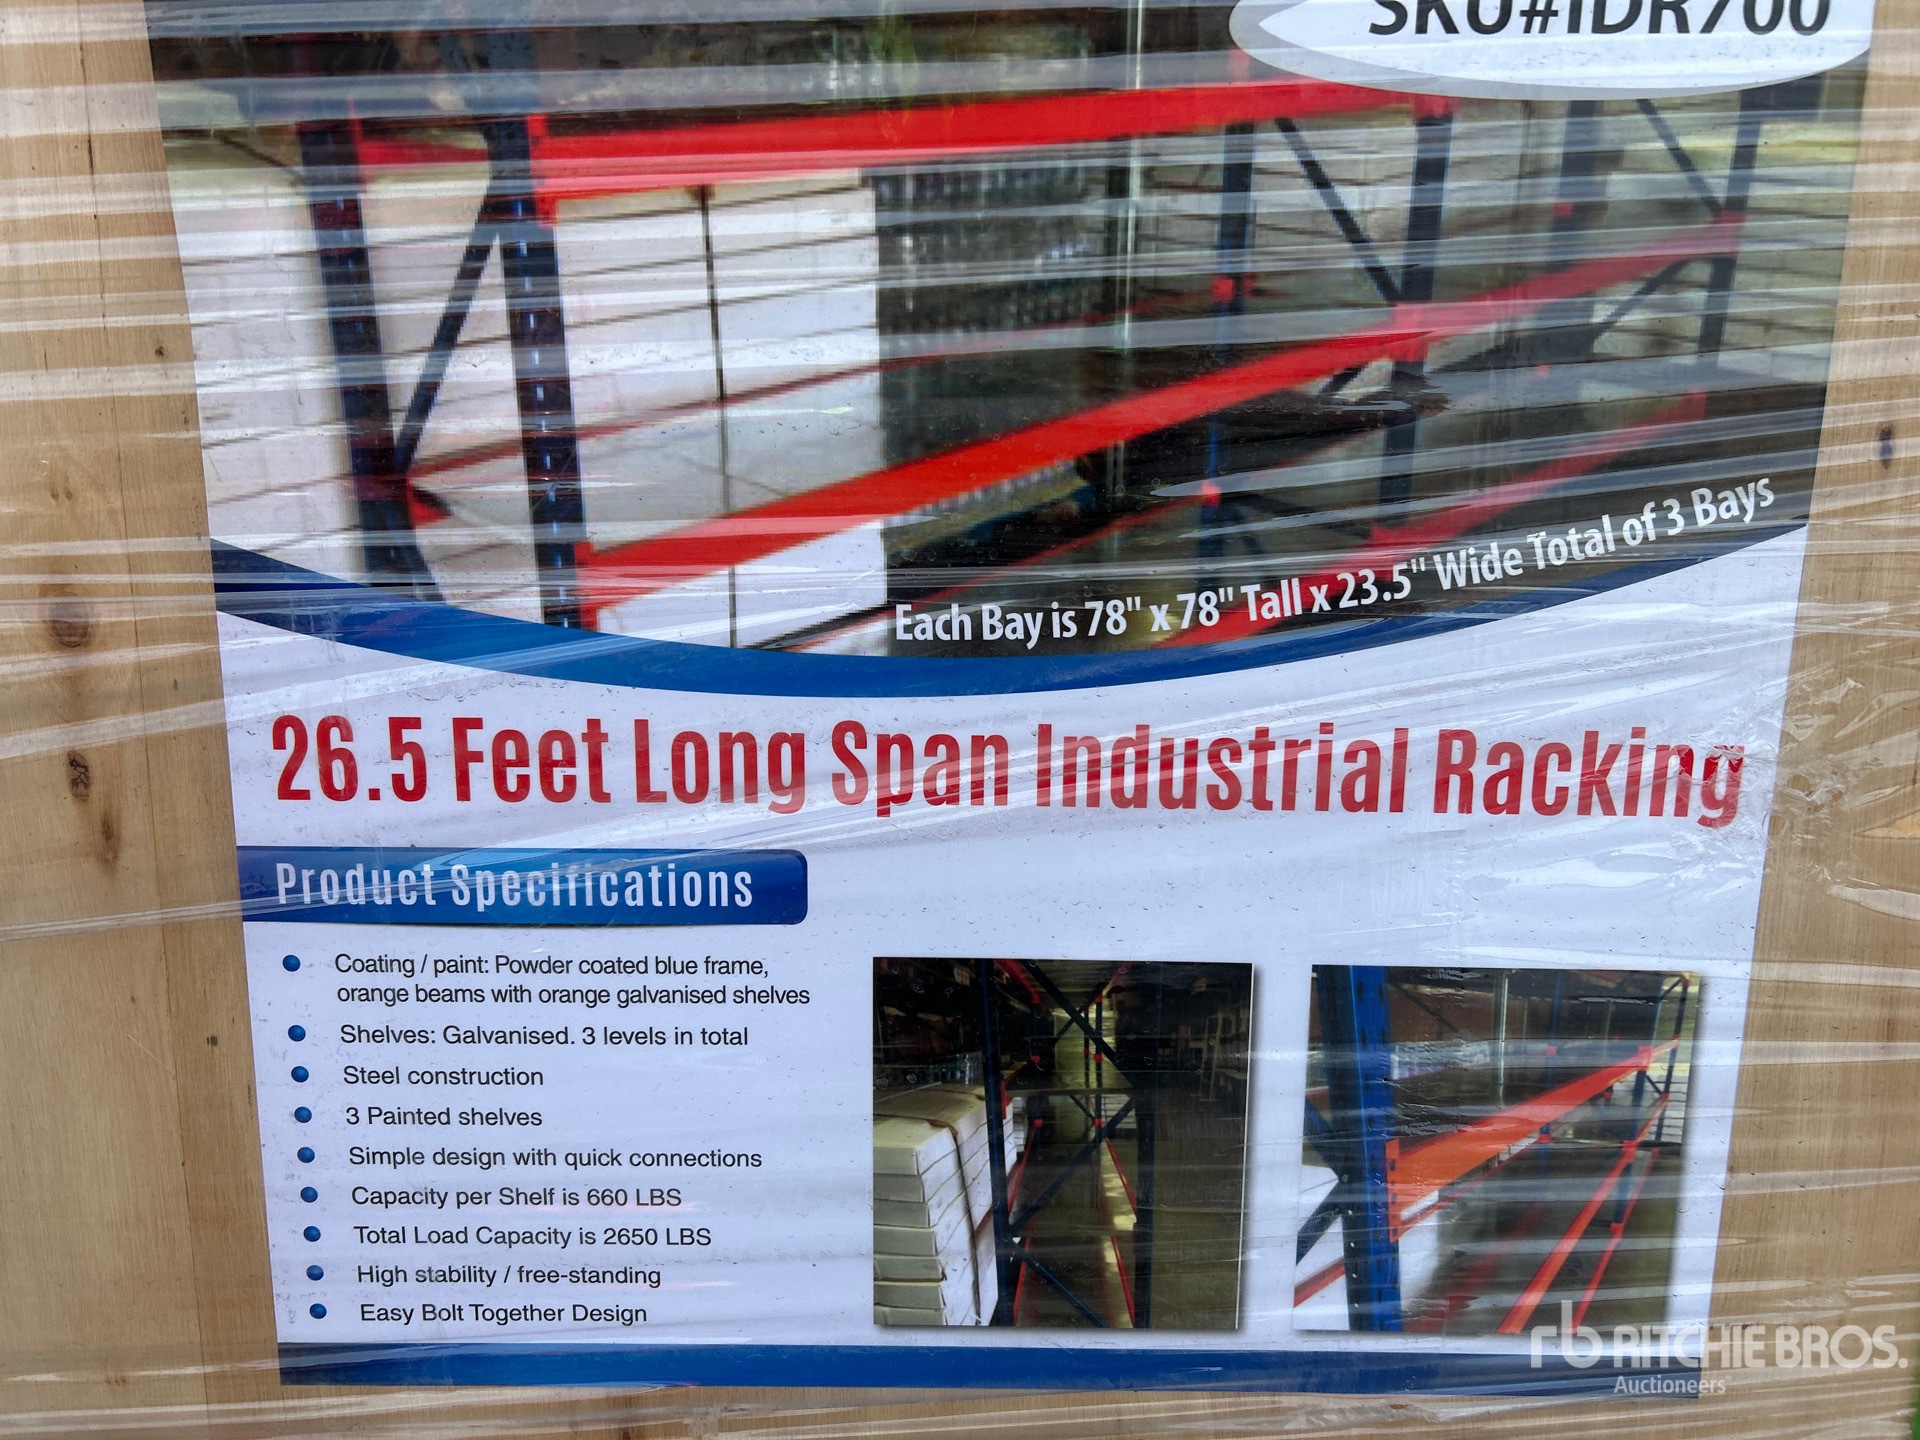 SKU#IDR700
Each Bay is 78" x 78" Tall x 23.5" Wide Total of 3 Bays
26.5 Feet Long Span Industrial Racking
Product Specifications
Coating / paint: Powder coated blue frame,
orange beams with orange galvanised shelves
Shelves: Galvanised. 3 levels in total
Steel construction
3 Painted shelves
Simple design with quick connections
Capacity per Shelf is 660 LBS
Total Load Capacity is 2650 LBS
High stability / free-standing
Easy Bolt Together Design
rb RITCHIE BROS.
Auctioneers